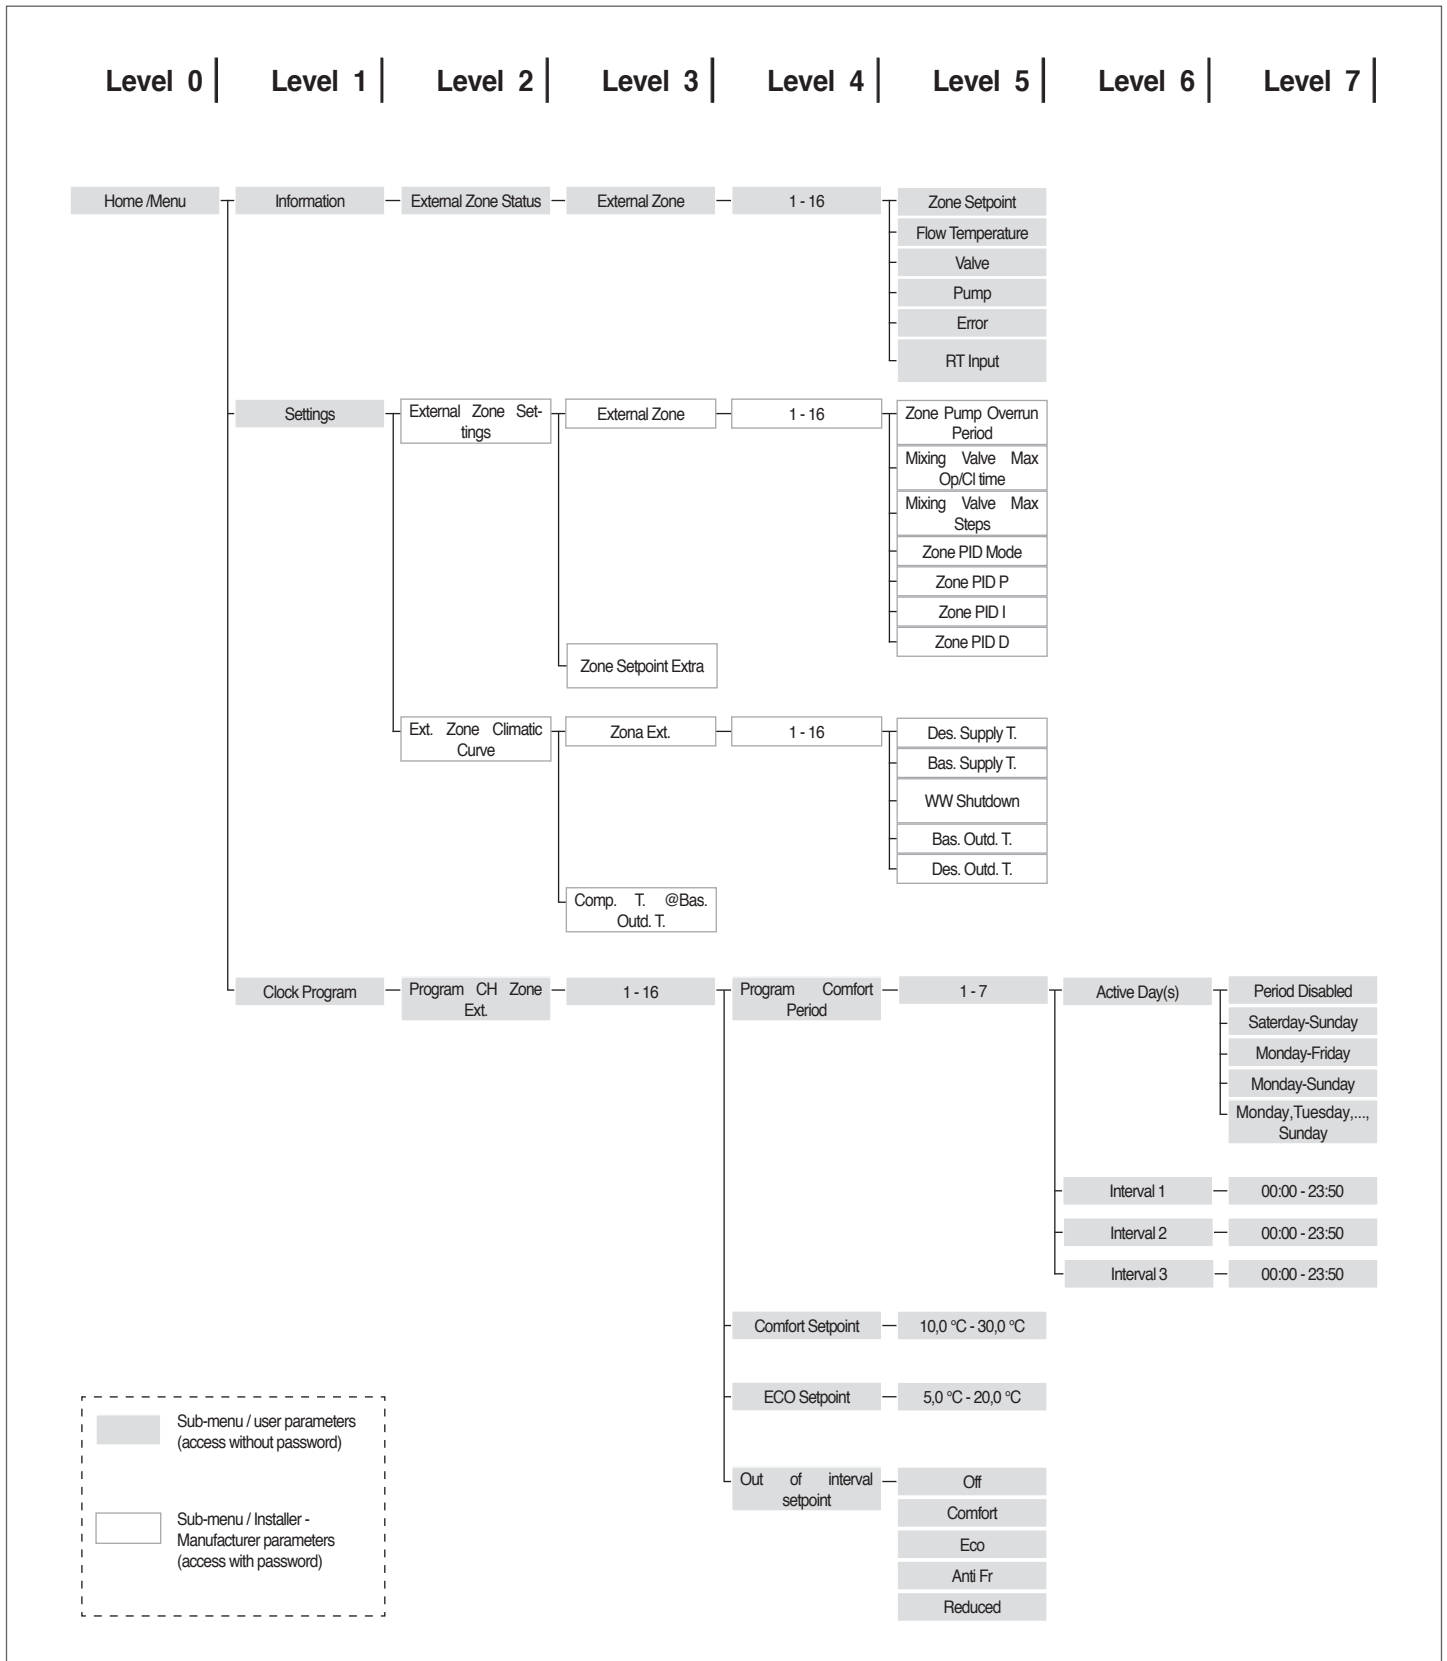 Level 0 Level 1 Level 2 Level 3 Level 4 Level 5 Level 6 Level 7
Home /Menu Information External Zone Status External Zone 1 - 16 Zone Setpoint
Flow Temperature
Valve
Pump
Error
RT Input
Settings External Zone Set-
tings External Zone 1 - 16 Zone Pump Overrun
Period
Mixing Valve Max
Op/Cl time
Mixing Valve Max
Steps
Zone PID Mode
Zone PID P
Zone PID I
Zone PID D
Zone Setpoint Extra
Ext. Zone Climatic
Curve Zona Ext. 1 - 16 Des. Supply T.
Bas. Supply T.
WW Shutdown
Bas. Outd. T.
Des. Outd. T.
Comp. T. @Bas.
Outd. T.
Clock Program Program CH Zone
Ext. 1 - 16 Program Comfort
Period 1 - 7 Active Day(s) Period Disabled
Saterday-Sunday
Monday-Friday
Monday-Sunday
Monday,Tuesday,...,
Sunday
Interval 1 00:00 - 23:50
Interval 2 00:00 - 23:50
Interval 3 00:00 - 23:50
Comfort Setpoint 10,0 °C - 30,0 °C
ECO Setpoint 5,0 °C - 20,0 °C
Out of interval
setpoint Off
Comfort
Eco
Anti Fr
Reduced
Sub-menu / user parameters
(access without password)
Sub-menu / Installer -
Manufacturer parameters
(access with password)